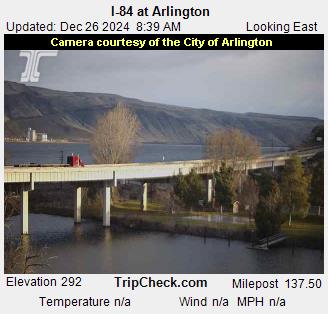 I-84 at Arlington
Updated: Dec 26 2024 8:39 AM Looking East
Camera courtesy of the City of Arlington
Elevation 292 TripCheck.com Milepost 137.50
Temperature n/a Wind n/a MPH n/a